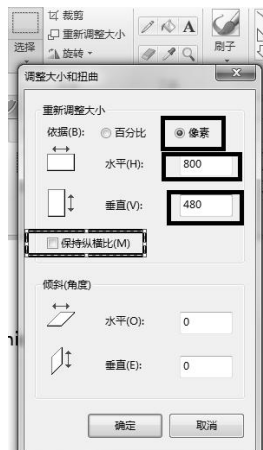 裁剪
重新调整大小
选择
旋转
A
刷子
调整大小和扭曲
重新调整大小
依据(B):
百分比
像素
水平(H):
800
垂直(V):
480
保持纵横比(M)
倾斜(角度)
水平(O):
0
垂直(E):
0
确定
取消